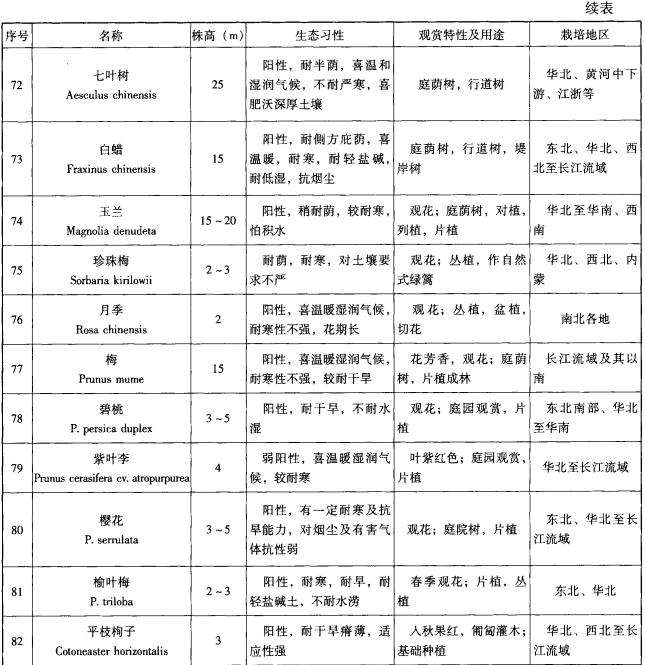 续表
序号 名称 株高（m） 生态习性 观赏特性及用途 栽培地区
72 七叶树 Aesculus chinensis 25 阳性，耐半荫，喜温和湿润气候，不耐严寒，喜肥沃深厚土壤 庭荫树，行道树 华北、黄河中下游、江浙等
73 白蜡 Fraxinus chinensis 15 阳性，耐侧方庇荫，喜温暖，耐寒，耐轻盐碱，耐低湿，抗烟尘 庭荫树，行道树，堤岸树 东北、华北、西北至长江流域
74 玉兰 Magnolia denudeta 15～20 阳性，稍耐荫，较耐寒，怕积水 观花；庭荫树，对植，列植，片植 华北至华南、西南
75 珍珠梅 Sorbaria kirilowii 2～3 耐荫，耐寒，对土壤要求不严 观花；丛植，作自然式绿篱 华北、西北、内蒙
76 月季 Rosa chinensis 2 阳性，喜温暖湿润气候，耐寒性不强，花期长 观花；丛植，盆植，切花 南北各地
77 梅 Prunus mume 15 阳性，喜温暖湿润气候，耐寒性不强，较耐干旱 花芳香，观花；庭荫树，片植成林 长江流域及其以南
78 碧桃 P. persica duplex 3～5 阳性，耐干旱，不耐水湿 观花；庭园观赏，片植 东北南部、华北至华南
79 紫叶李 Prunus cerasifera cv. atropurpurea 4 弱阳性，喜温暖湿润气候，较耐寒 叶紫红色；庭园观赏，片植 华北至长江流域
80 樱花 P. serrulata 3～5 阳性，有一定耐寒及抗旱能力，对烟尘及有害气体抗性弱 观花；庭院树，片植 东北、华北至长江流域
81 榆叶梅 P. triloba 2～3 阳性，耐寒，耐旱，耐轻盐碱土，不耐水涝 春季观花；片植，丛植 东北、华北
82 平枝栒子 Cotoneaster horizontalis 3 阳性，耐干旱瘠薄，适应性强 入秋果红，匍匐灌木；基础种植 华北、西北至长江流域